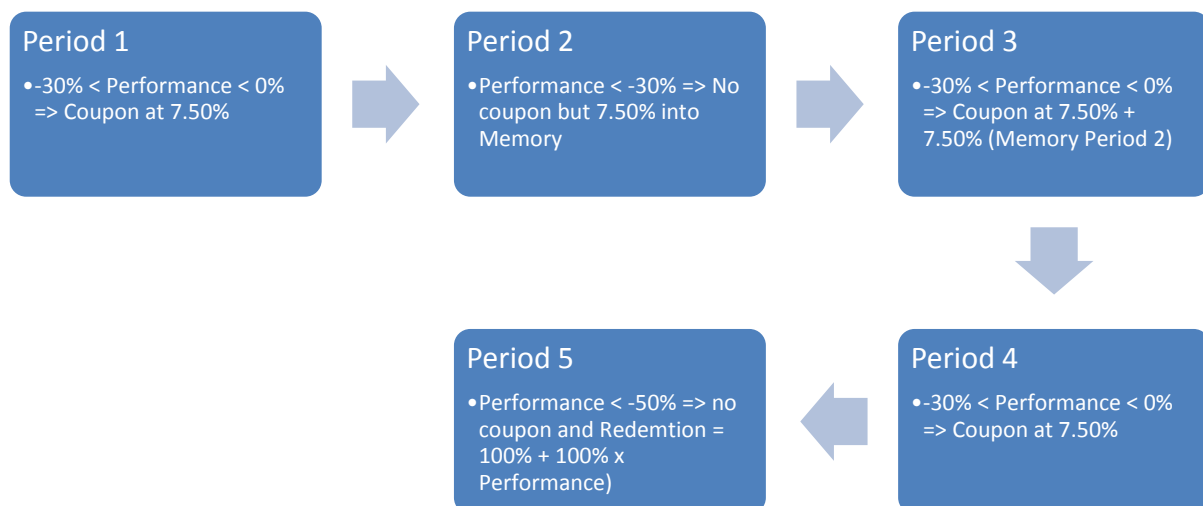 Period 1
•-30% < Performance < 0%
=> Coupon at 7.50%
Period 2
•Performance < -30% => No
coupon but 7.50% into
Memory
Period 3
•-30% < Performance < 0%
=> Coupon at 7.50% +
7.50% (Memory Period 2)
Period 4
•-30% < Performance < 0%
=> Coupon at 7.50%
Period 5
•Performance < -50% => no
coupon and Redemtion =
100% + 100% x
Performance)